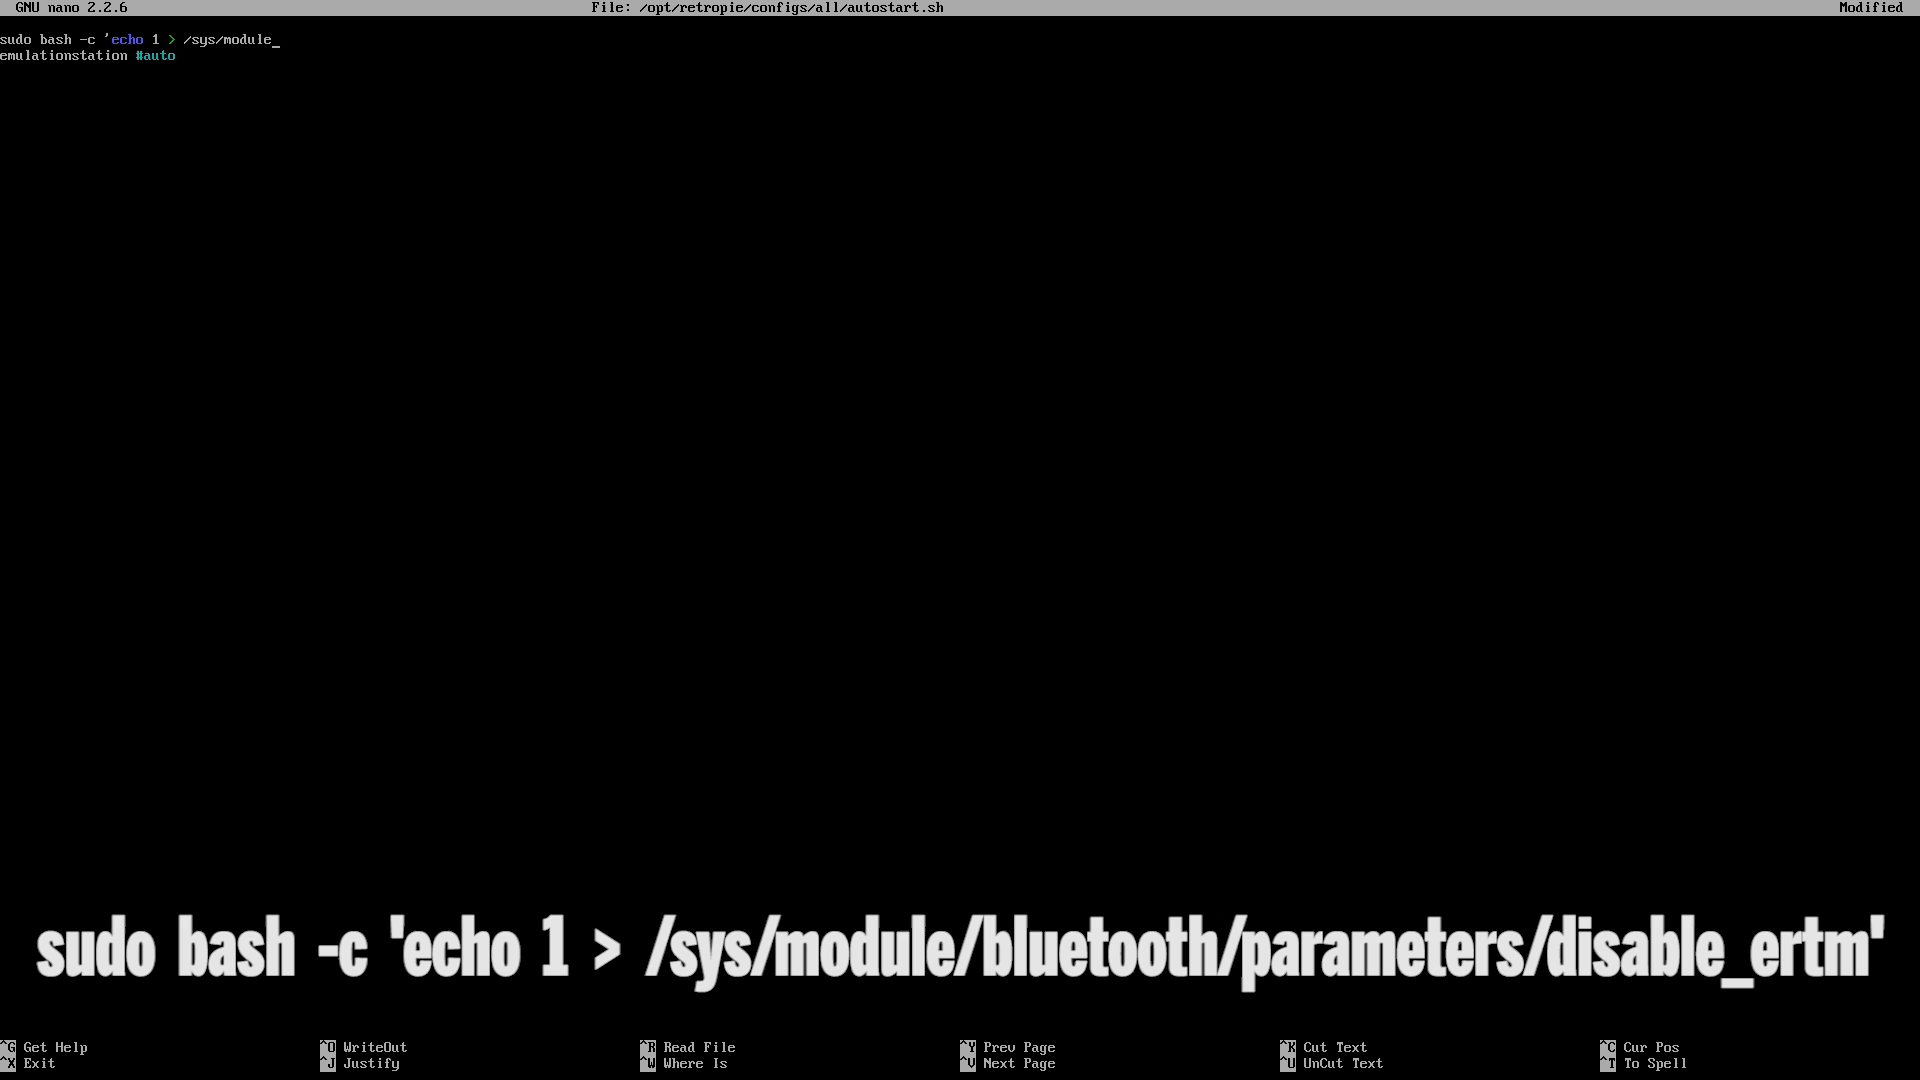 GNU nano 2.2.6 File: /opt/retropie/configs/all/autostart.sh Modified
sudo bash -c 'echo 1 > /sys/module_
emulationstation #auto
sudo bash -c 'echo 1 > /sys/module/bluetooth/parameters/disable_ertm'
^G Get Help ^O WriteOut ^R Read File ^Y Prev Page ^K Cut Text ^C Cur Pos
^X Exit ^J Justify ^W Where Is ^V Next Page ^U UnCut Text ^T To Spell